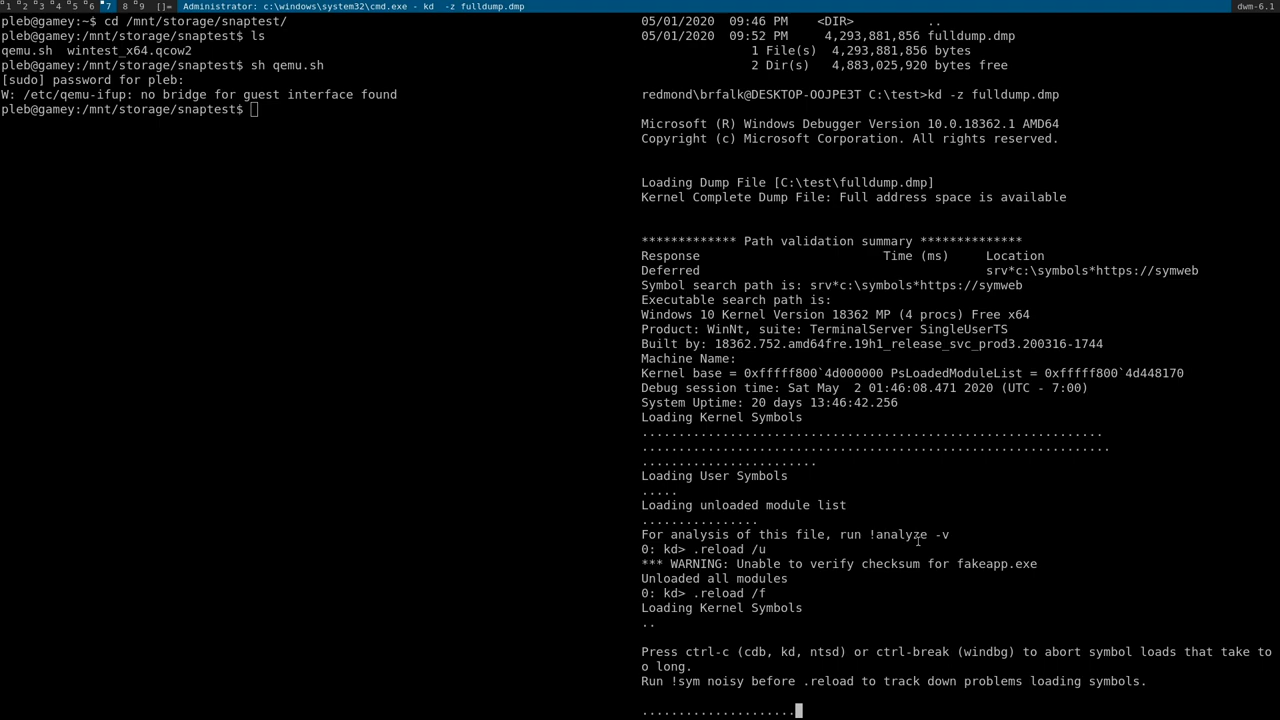 1 2 3 4 5 6 7 8 9 []= Administrator: c:\windows\system32\cmd.exe - kd  -z fulldump.dmp dwm-6.1
pleb@gamey:~$ cd /mnt/storage/snaptest/
pleb@gamey:/mnt/storage/snaptest$ ls
qemu.sh  wintest_x64.qcow2
pleb@gamey:/mnt/storage/snaptest$ sh qemu.sh
[sudo] password for pleb:
W: /etc/qemu-ifup: no bridge for guest interface found
pleb@gamey:/mnt/storage/snaptest$
05/01/2020  09:46 PM    <DIR>          ..
05/01/2020  09:52 PM     4,293,881,856 fulldump.dmp
1 File(s)  4,293,881,856 bytes
2 Dir(s)   4,883,025,920 bytes free
redmond\brfalk@DESKTOP-OOJPE3T C:\test>kd -z fulldump.dmp
Microsoft (R) Windows Debugger Version 10.0.18362.1 AMD64
Copyright (c) Microsoft Corporation. All rights reserved.
Loading Dump File [C:\test\fulldump.dmp]
Kernel Complete Dump File: Full address space is available
************* Path validation summary **************
Response                         Time (ms)     Location
Deferred                                       srv*c:\symbols*https://symweb
Symbol search path is: srv*c:\symbols*https://symweb
Executable search path is:
Windows 10 Kernel Version 18362 MP (4 procs) Free x64
Product: WinNt, suite: TerminalServer SingleUserTS
Built by: 18362.752.amd64fre.19h1_release_svc_prod3.200316-1744
Machine Name:
Kernel base = 0xfffff800`4d000000 PsLoadedModuleList = 0xfffff800`4d448170
Debug session time: Sat May  2 01:46:08.471 2020 (UTC - 7:00)
System Uptime: 20 days 13:46:42.256
Loading Kernel Symbols
...............................................................
................................................................
........................
Loading User Symbols
.....
Loading unloaded module list
................
For analysis of this file, run !analyze -v
0: kd> .reload /u
*** WARNING: Unable to verify checksum for fakeapp.exe
Unloaded all modules
0: kd> .reload /f
Loading Kernel Symbols
..
Press ctrl-c (cdb, kd, ntsd) or ctrl-break (windbg) to abort symbol loads that take to
o long.
Run !sym noisy before .reload to track down problems loading symbols.
.....................